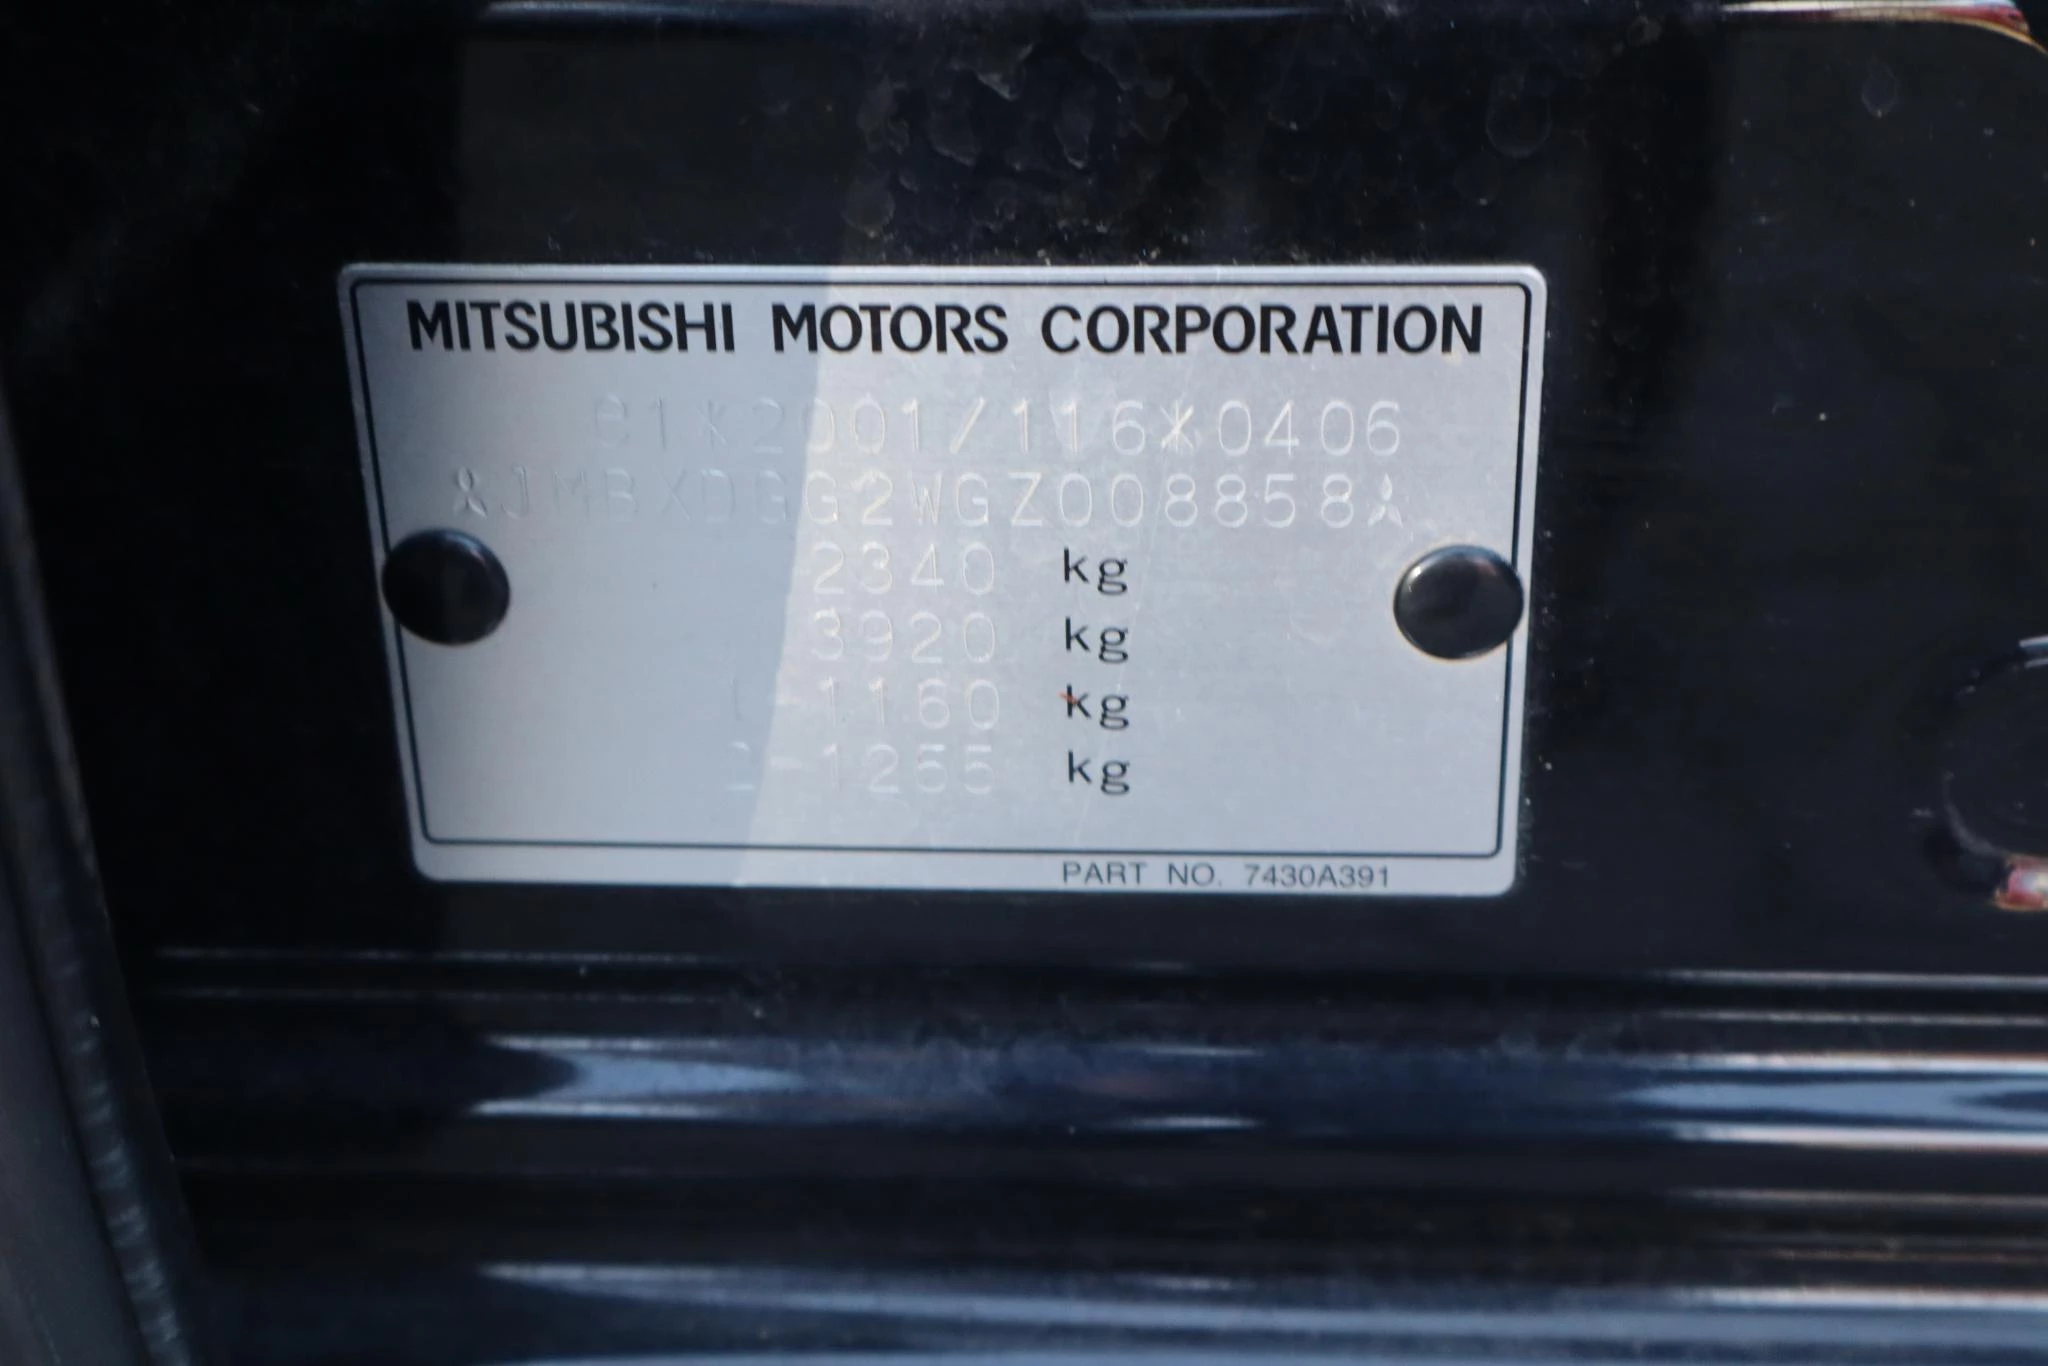 MITSUBISHI MOTORS CORPORATION
e1*2001/116*0406
JMBXDGG2WGZ008858
2340 kg
3920 kg
1-1160 kg
2-1255 kg
PART NO. 7430A391